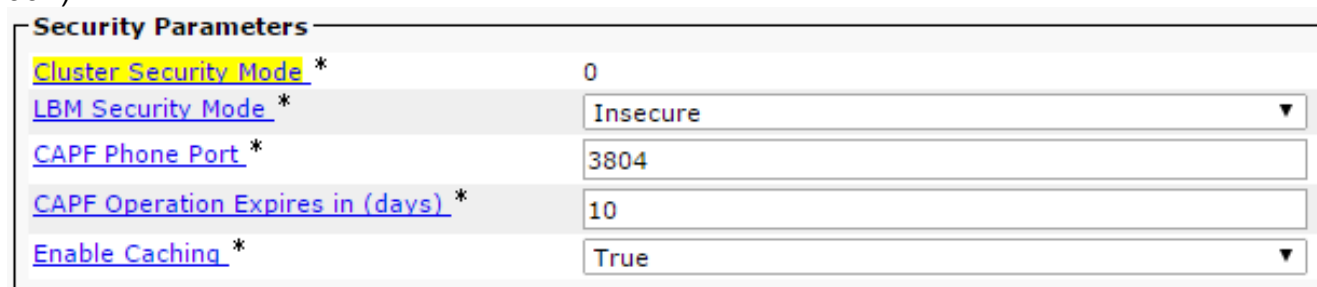 Security Parameters
Cluster Security Mode * 0
LBM Security Mode * Insecure
CAPF Phone Port * 3804
CAPF Operation Expires in (days) * 10
Enable Caching * True